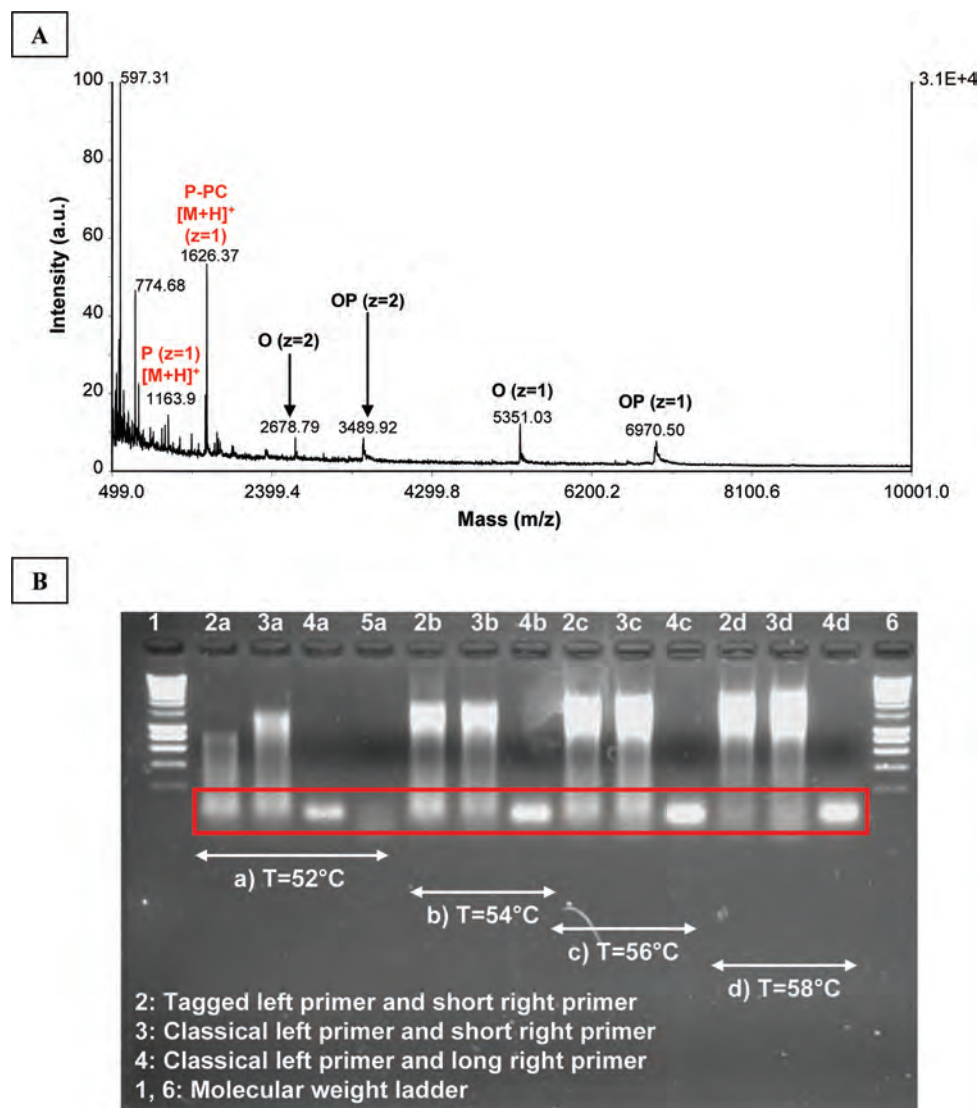 A
100
597.31
3.1E+4
80
P-PC
[M+H]+
(z=1)
60
1626.37
774.68
OP (z=2)
40
P (z=1)
[M+H]+
O (z=2)
O (z=1)
OP (z=1)
20
1163.9
2678.79
3489.92
5351.03
6970.50
0
499.0
2399.4
4299.8
6200.2
8100.6
10001.0
Intensity (a.u.)
Mass (m/z)
B
1 2a 3a 4a 5a 2b 3b 4b 2c 3c 4c 2d 3d 4d 6
a) T=52°C
b) T=54°C
c) T=56°C
d) T=58°C
2: Tagged left primer and short right primer
3: Classical left primer and short right primer
4: Classical left primer and long right primer
1, 6: Molecular weight ladder